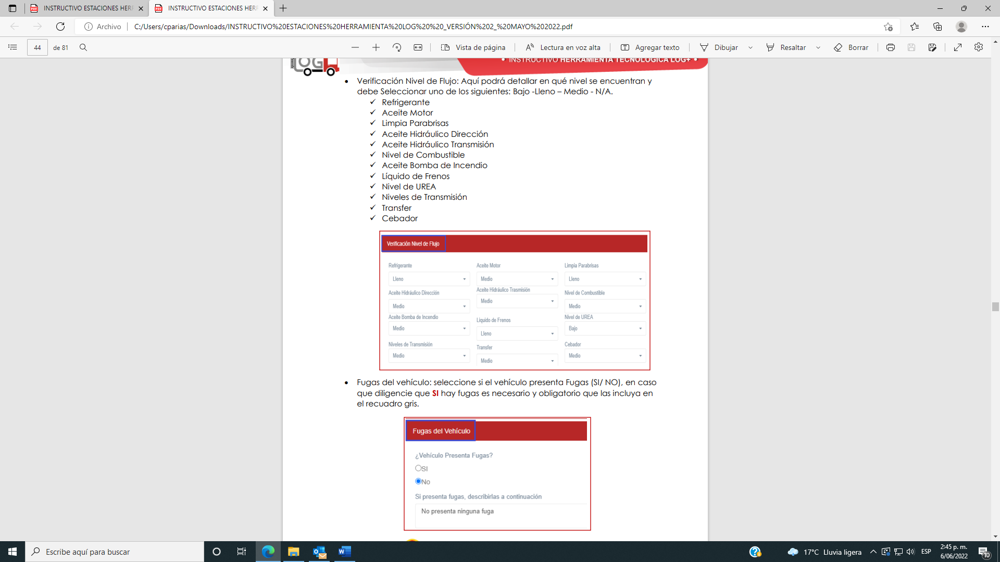 INSTRUCTIVO ESTACIONES HERR
INSTRUCTIVO ESTACIONES HERR
Archivo
C:/Users/cparias/Downloads/INSTRUCTIVO%20ESTACIONES%20HERRAMIENTA%20LOG%20%20_VERSIÓN%202_%20MAYO%202022.pdf
44 de 81
Vista de página
Lectura en voz alta
Agregar texto
Dibujar
Resaltar
Borrar
LOG
• INSTRUCTIVO HERRAMIENTA TECNOLÓGICA LOG+ •
• Verificación Nivel de Flujo: Aquí podrá detallar en qué nivel se encuentran y
debe Seleccionar uno de los siguientes: Bajo -Lleno – Medio - N/A.
✓ Refrigerante
✓ Aceite Motor
✓ Limpia Parabrisas
✓ Aceite Hidráulico Dirección
✓ Aceite Hidráulico Transmisión
✓ Nivel de Combustible
✓ Aceite Bomba de Incendio
✓ Líquido de Frenos
✓ Nivel de UREA
✓ Niveles de Transmisión
✓ Transfer
✓ Cebador
Verificación Nivel de Flujo
Refrigerante Aceite Motor Limpia Parabrisas
Lleno Medio Lleno
Aceite Hidráulico Dirección Aceite Hidráulico Trasmisión Nivel de Combustible
Medio Medio Medio
Aceite Bomba de Incendio Liquido de Frenos Nivel de UREA
Medio Lleno Bajo
Niveles de Transmisión Transfer Cebador
Medio Medio Medio
• Fugas del vehículo: seleccione si el vehículo presenta Fugas (SI/ NO), en caso
que diligencie que SI hay fugas es necesario y obligatorio que las incluya en
el recuadro gris.
Fugas del Vehículo
¿Vehículo Presenta Fugas?
SI
No
Si presenta fugas, describirlas a continuación
No presenta ninguna fuga
Escribe aquí para buscar
17°C Lluvia ligera
ESP
2:45 p. m.
6/06/2022
10